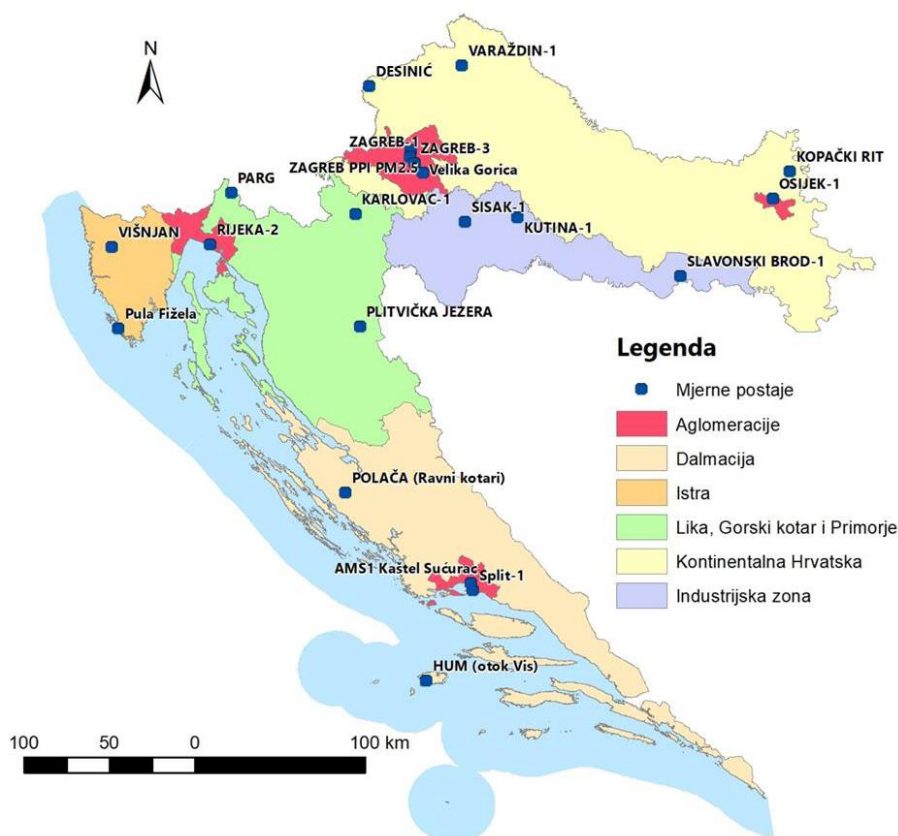 N
VARAŽDIN-1
DESINIĆ
ZAGREB-1
ZAGREB-3
ZAGREB PPI PM2.5
Velika Gorica
KOPAČKI RIT
OSIJEK-1
PARG
KARLOVAC-1
SISAK-1
KUTINA-1
VIŠNJAN
RIJEKA-2
SLAVONSKI BROD-1
Pula Fižela
PLITVIČKA JEZERA
Legenda
Mjerne postaje
Aglomeracije
Dalmacija
Istra
Lika, Gorski kotar i Primorje
Kontinentalna Hrvatska
Industrijska zona
POLAČA (Ravni kotari)
AMS1 Kaštel Sućurac
Split-1
HUM (otok Vis)
100 50 0 100 km